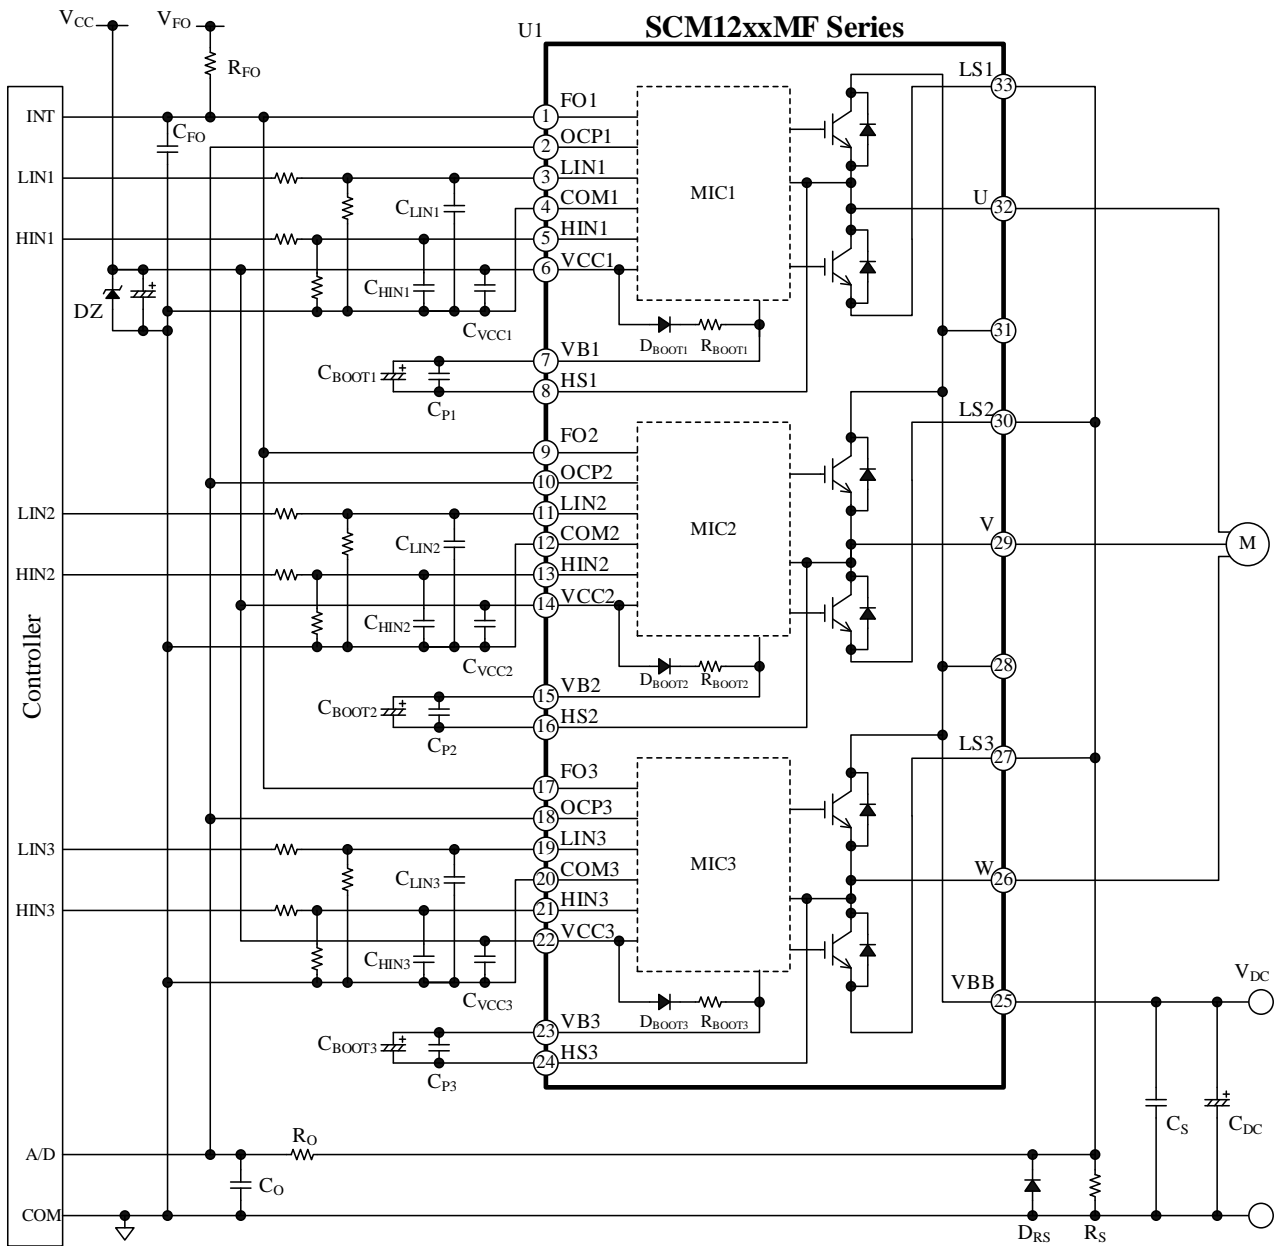 SCM12xxMF Series
VCC
VFO
U1
RFO
LS1
33
INT
CFO
1
FO1
2
OCP1
LIN1
CLIN1
3
LIN1
MIC1
4
COM1
U
32
HIN1
5
HIN1
CHIN1
6
VCC1
DZ
CVCC1
DBOOT1
RBOOT1
31
CBOOT1
7
VB1
CP1
8
HS1
LS2
30
9
FO2
10
OCP2
LIN2
CLIN2
11
LIN2
MIC2
12
COM2
V
29
M
HIN2
13
HIN2
CHIN2
14
VCC2
Controller
CVCC2
DBOOT2
RBOOT2
28
CBOOT2
15
VB2
CP2
16
HS2
LS3
27
17
FO3
18
OCP3
LIN3
CLIN3
19
LIN3
MIC3
20
COM3
W
26
HIN3
21
HIN3
CHIN3
22
VCC3
CVCC3
DBOOT3
RBOOT3
VBB
25
VDC
CBOOT3
23
VB3
CP3
24
HS3
CS
CDC
A/D
RO
CO
COM
DRS
RS